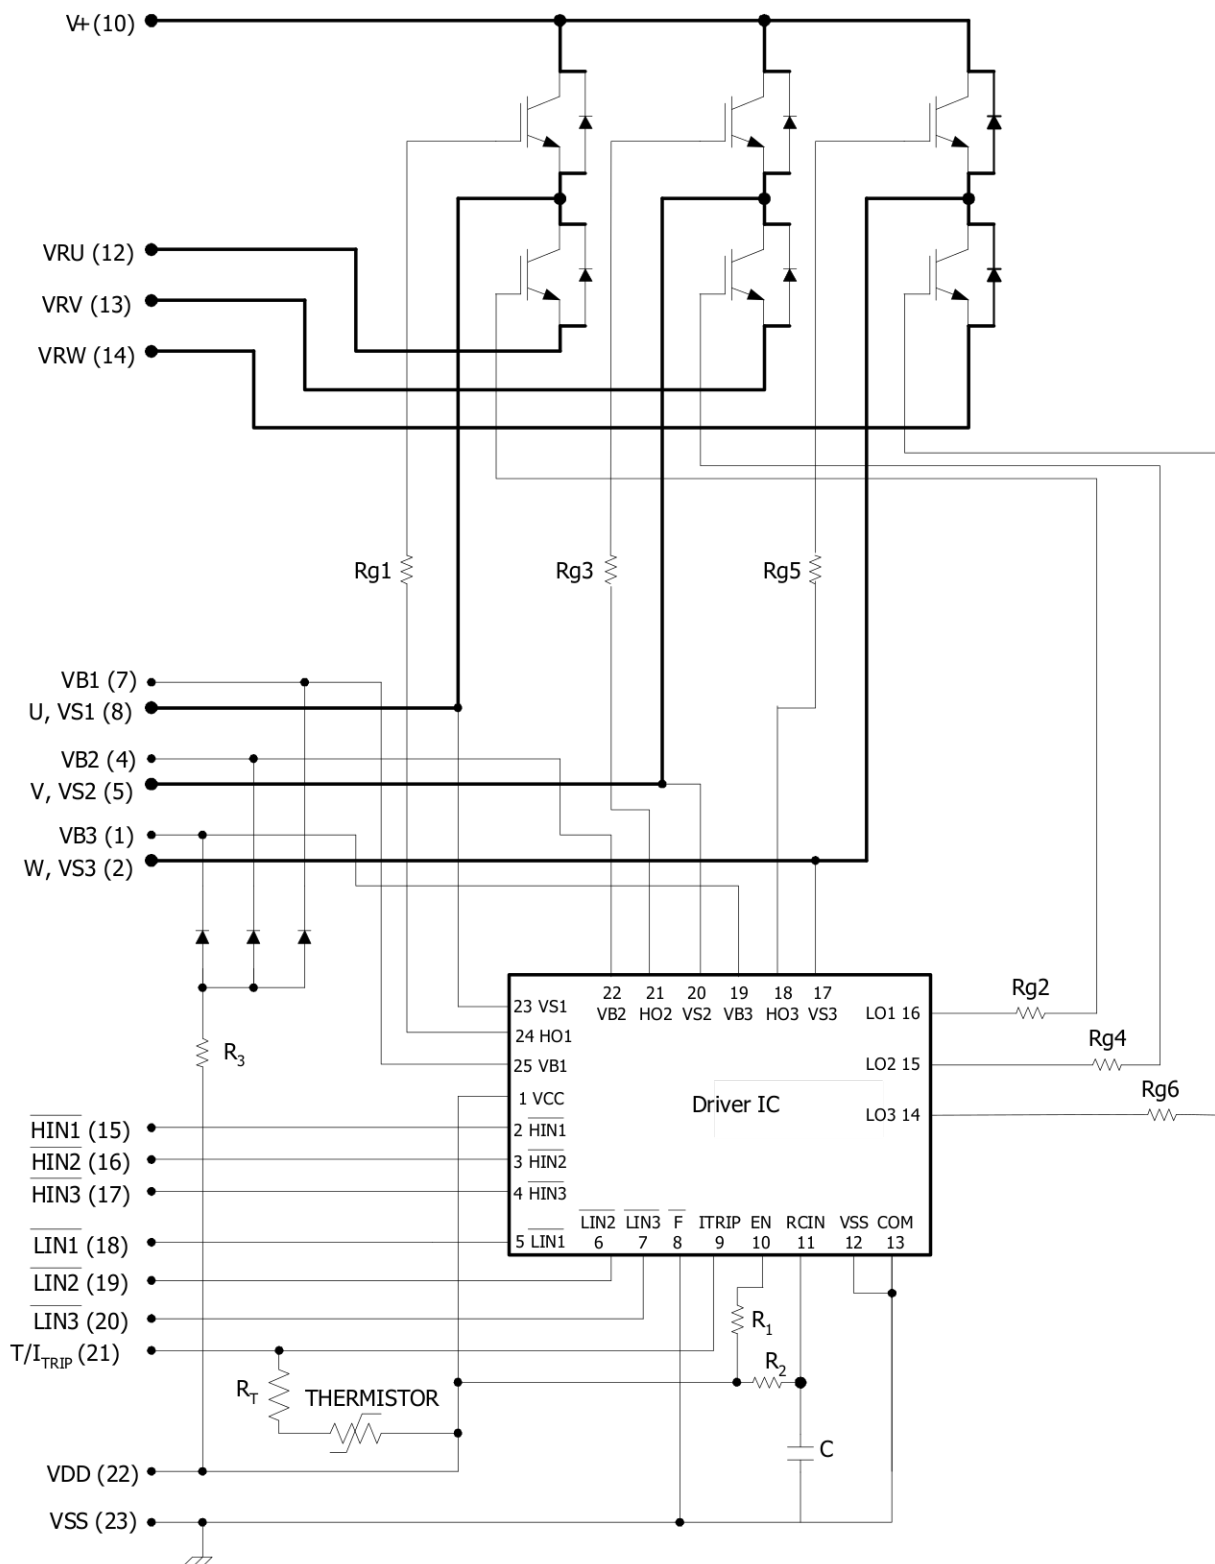 V+ (10)
VRU (12)
VRV (13)
VRW (14)
Rg1
Rg3
Rg5
VB1 (7)
U, VS1 (8)
VB2 (4)
V, VS2 (5)
VB3 (1)
W, VS3 (2)
22 21 20 19 18 17
VB2 HO2 VS2 VB3 HO3 VS3
23 VS1
24 HO1
25 VB1
1 VCC
2 HIN1
3 HIN2
4 HIN3
5 LIN1
LO1 16
LO2 15
LO3 14
Driver IC
Rg2
Rg4
Rg6
R3
HIN1 (15)
HIN2 (16)
HIN3 (17)
LIN1 (18)
LIN2 (19)
LIN3 (20)
T/ITRIP (21)
LIN2 LIN3 F ITRIP EN RCIN VSS COM
6 7 8 9 10 11 12 13
R1
R2
RT
THERMISTOR
C
VDD (22)
VSS (23)